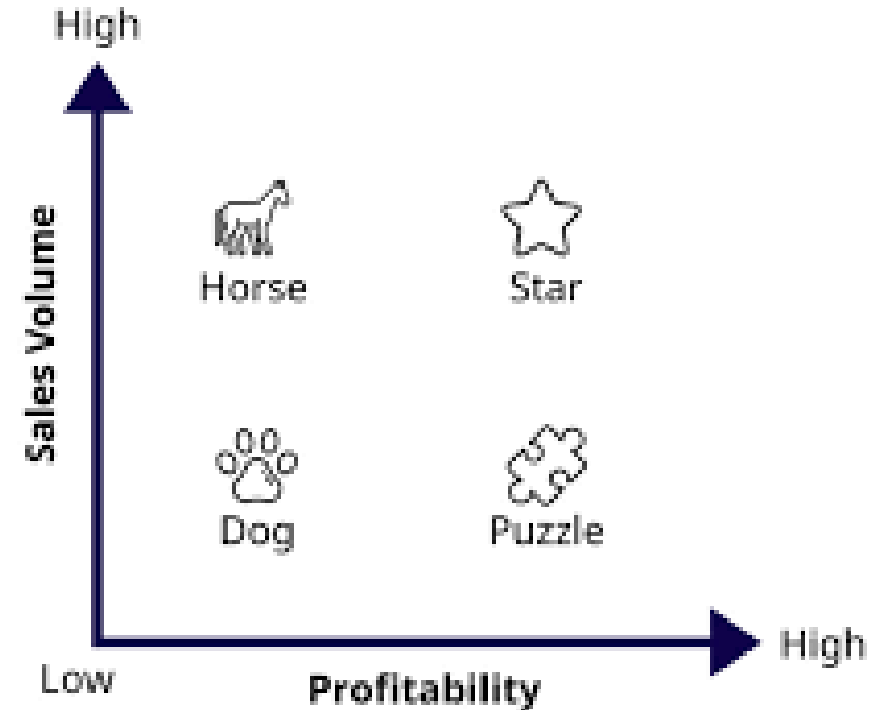 High
Sales Volume
Horse
Star
Dog
Puzzle
High
Low
Profitability